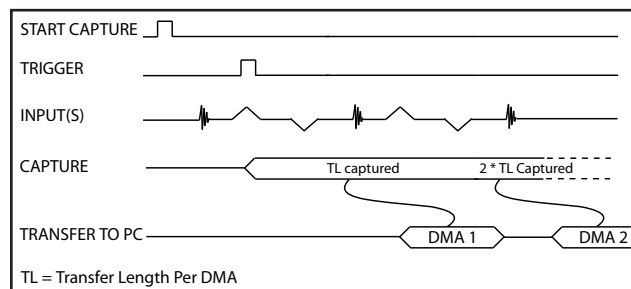 START CAPTURE
TRIGGER
INPUT(S)
CAPTURE
TL captured
2 * TL Captured
TRANSFER TO PC
DMA 1
DMA 2
TL = Transfer Length Per DMA